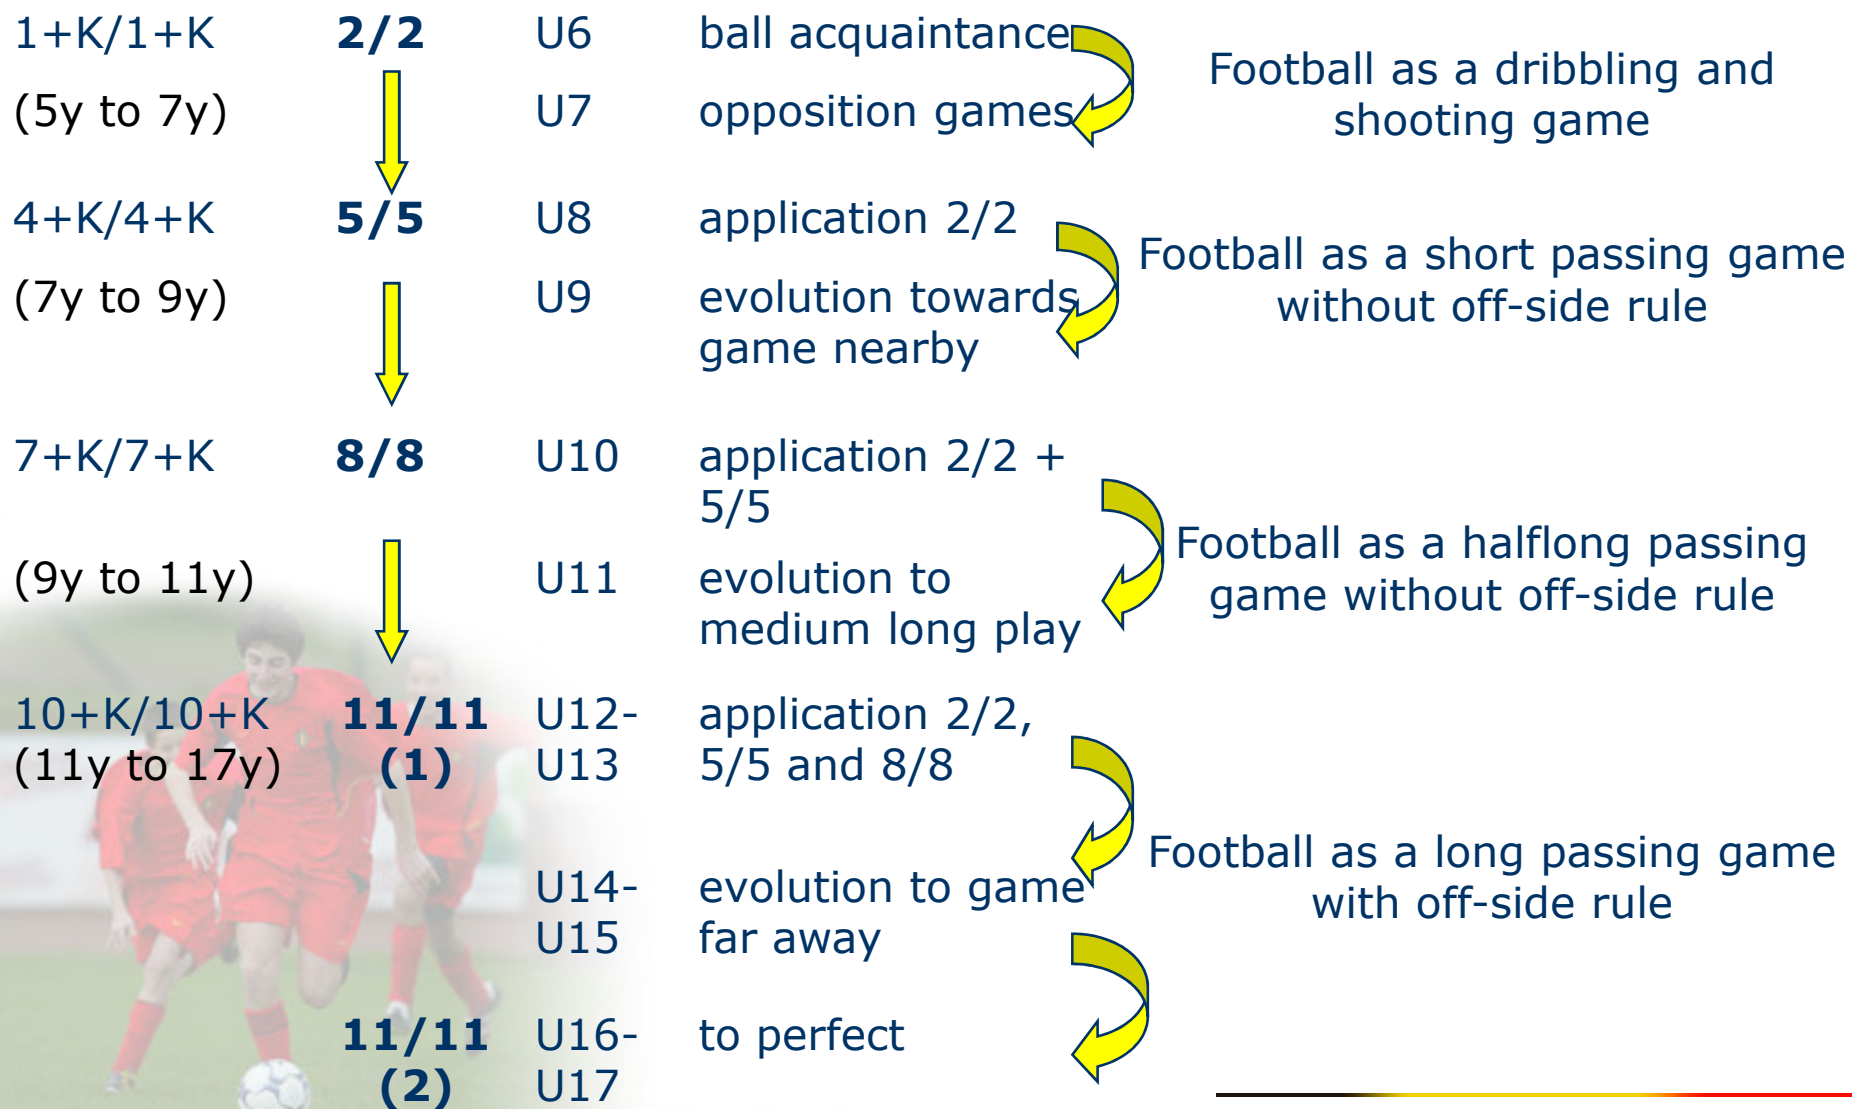 1+K/1+K 2/2 U6 ball acquaintance
Football as a dribbling and
shooting game
(5y to 7y) U7 opposition games
4+K/4+K 5/5 U8 application 2/2
Football as a short passing game
without off-side rule
(7y to 9y) U9 evolution towards
game nearby
7+K/7+K 8/8 U10 application 2/2 +
5/5
Football as a halflong passing
game without off-side rule
(9y to 11y) U11 evolution to
medium long play
10+K/10+K 11/11 U12- application 2/2,
(11y to 17y) (1) U13 5/5 and 8/8
Football as a long passing game
with off-side rule
U14- evolution to game
U15 far away
11/11 U16- to perfect
(2) U17